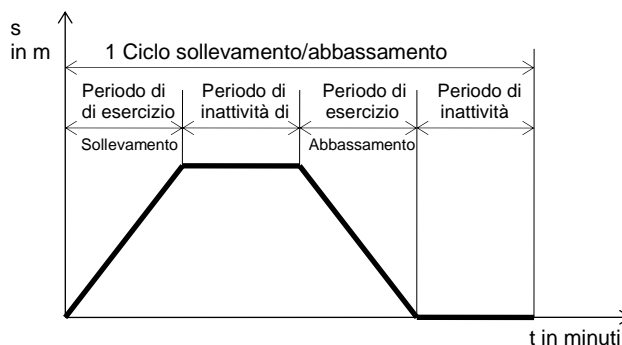 s
in m
1 Ciclo sollevamento/abbassamento
Periodo di
di esercizio
Periodo di
inattività di
Periodo di
esercizio
Periodo di
inattività
Sollevamento
Abbassamento
t in minuti